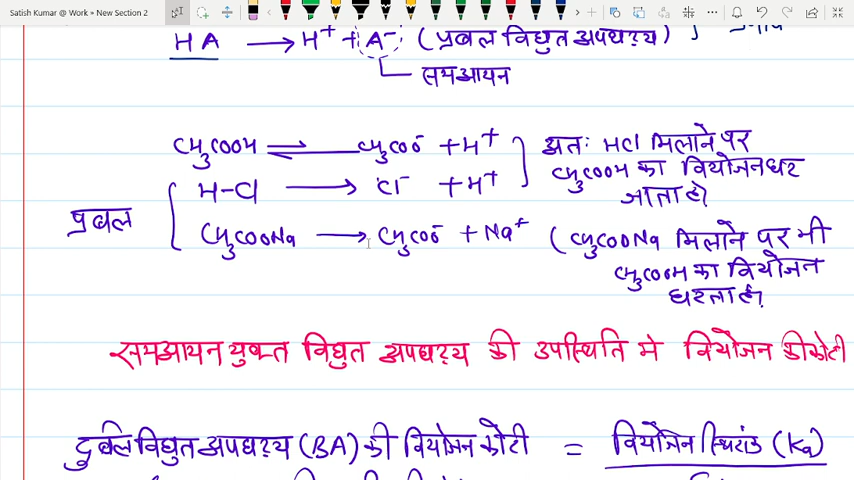 Satish Kumar @ Work » New Section 2
HA → H⁺ + A⁻ (प्रबल विद्युत अपघट्य)
समआयन
CH₃COOH ⇌ CH₃COO⁻ + H⁺
H-Cl → Cl⁻ + H⁺
अतः HCl मिलाने पर
CH₃COOH का वियोजन घट
जाता है
प्रबल
CH₃COONa → CH₃COO⁻ + Na⁺ (CH₃COONa मिलाने पर भी
CH₃COOH का वियोजन
घटता है,
समआयन युक्त विद्युत अपघट्य की उपस्थिति मे वियोजन की कोटी
दुर्बल विद्युत अपघट्य (BA) की वियोजन कोटी = वियोजन स्थिरांक (Ka)